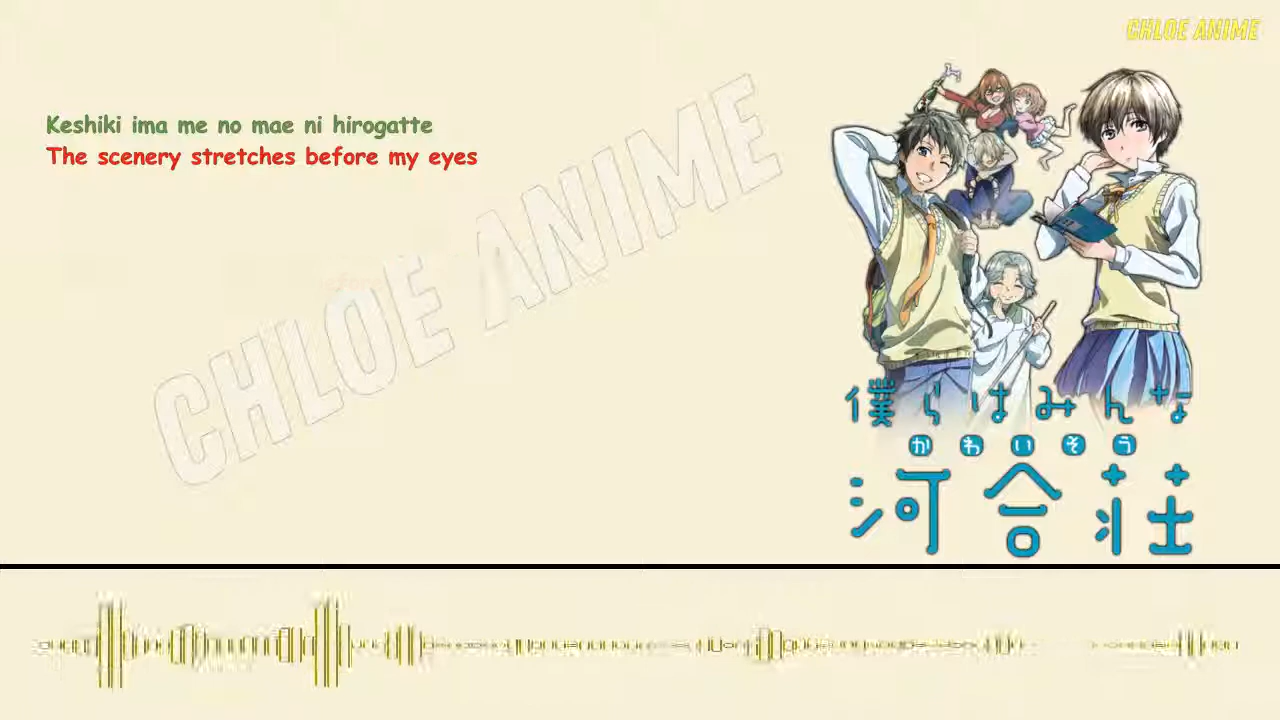 CHLOE ANIME
Keshiki ima me no mae ni hirogatte
The scenery stretches before my eyes
CHLOE ANIME
僕らはみんな
かわいそう
河合荘